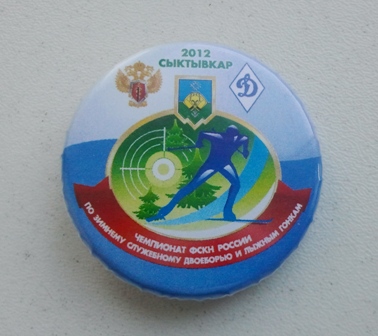 2012
СЫКТЫВКАР
Д
ЧЕМПИОНАТ ФСКН РОССИИ
ПО ЗИМНЕМУ СЛУЖЕБНОМУ ДВОЕБОРЬЮ И ЛЫЖНЫМ ГОНКАМ